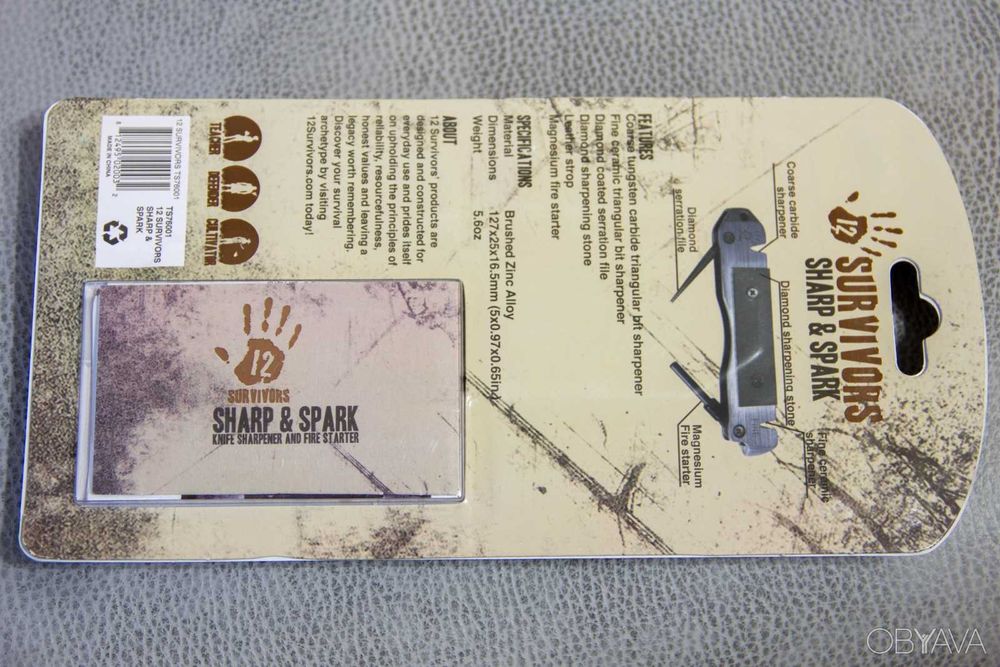 12
SURVIVORS
SHARP & SPARK
Coarse carbide
sharpener
Diamond sharpening stone
Fine ceramic
sharpener
Diamond
serration file
Magnesium
Fire starter
FEATURES
Coarse tungsten carbide triangular bit sharpener
Fine ceramic triangular bit sharpener
Diamond coated serration file
Diamond sharpening stone
Leather strop
Magnesium fire starter
SPECIFICATIONS
Material Brushed Zinc Alloy
Dimensions 127x25x16.5mm (5x0.97x0.65in)
Weight 5.6oz
ABOUT
12 Survivors' products are
designed and constructed for
everyday use and prides itself
on upholding the principles of
reliability, resourcefulness,
honest values and leaving a
legacy worth remembering.
Discover your survival
archetype by visiting
12Survivors.com today!
TEACHER DEFENDER CULTIVATOR
12 SURVIVORS TS76001
8 12495 02003 2
MADE IN CHINA
TS76001
12 SURVIVORS
SHARP &
SPARK
12
SURVIVORS
SHARP & SPARK
KNIFE SHARPENER AND FIRE STARTER
OBYAVA